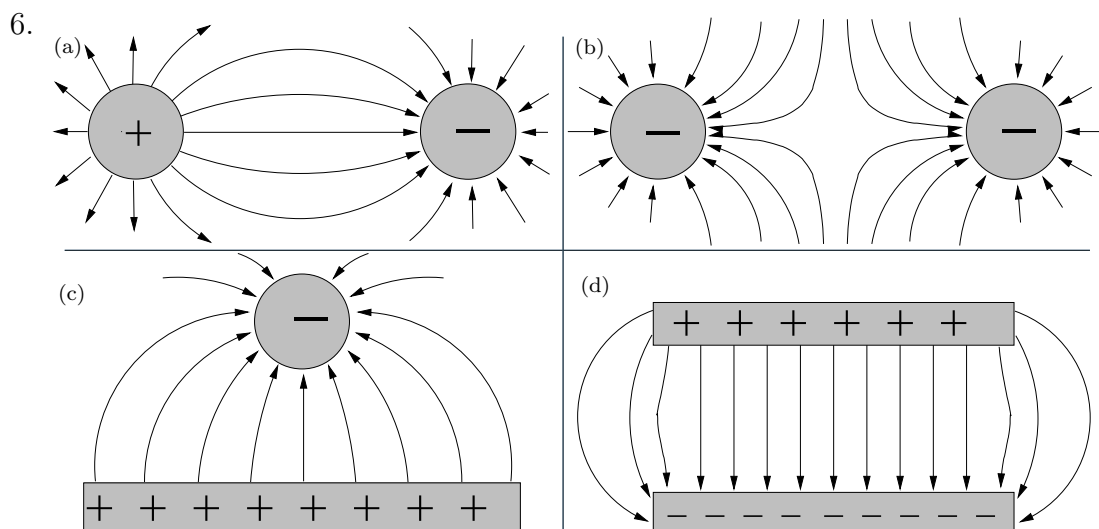 6.
(a)
(b)
+
−
−
−
(c)
−
(d)
+ + + + + +
+ + + + + + + +
− − − − − − − − −